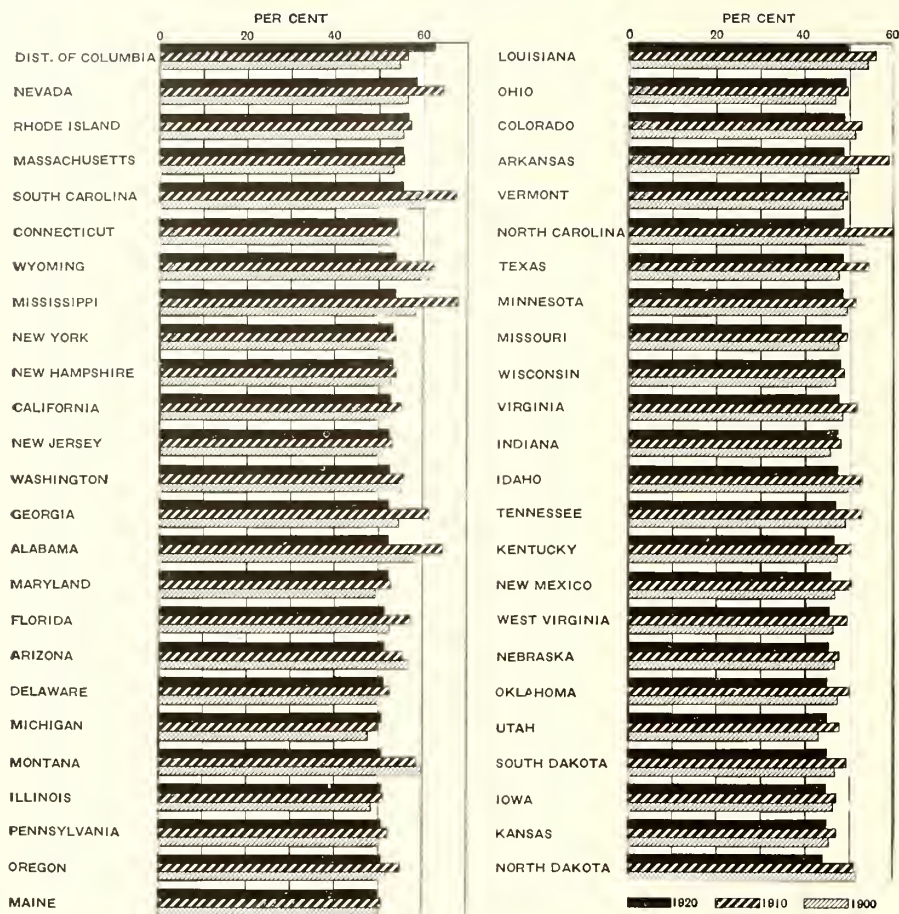 PER CENT
0 20 40 60
DIST. OF COLUMBIA
NEVADA
RHODE ISLAND
MASSACHUSETTS
SOUTH CAROLINA
CONNECTICUT
WYOMING
MISSISSIPPI
NEW YORK
NEW HAMPSHIRE
CALIFORNIA
NEW JERSEY
WASHINGTON
GEORGIA
ALABAMA
MARYLAND
FLORIDA
ARIZONA
DELAWARE
MICHIGAN
MONTANA
ILLINOIS
PENNSYLVANIA
OREGON
MAINE
PER CENT
0 20 40 60
LOUISIANA
OHIO
COLORADO
ARKANSAS
VERMONT
NORTH CAROLINA
TEXAS
MINNESOTA
MISSOURI
WISCONSIN
VIRGINIA
INDIANA
IDAHO
TENNESSEE
KENTUCKY
NEW MEXICO
WEST VIRGINIA
NEBRASKA
OKLAHOMA
UTAH
SOUTH DAKOTA
IOWA
KANSAS
NORTH DAKOTA
1920 1910 1900